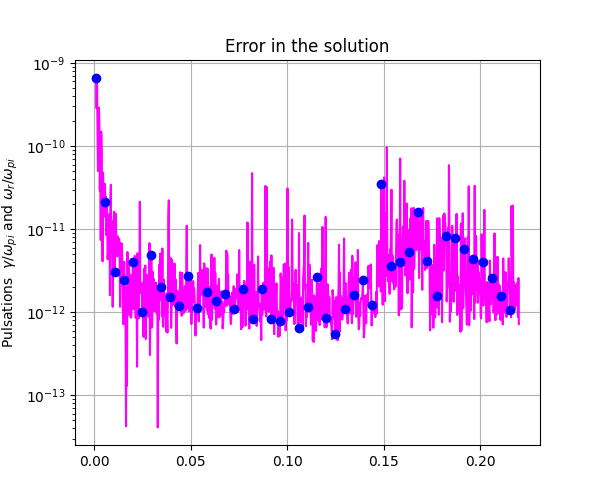 Error in the solution
Pulsations γ/ω_pi and ω_r/ω_pi
10⁻⁹
10⁻¹⁰
10⁻¹¹
10⁻¹²
10⁻¹³
0.00 0.05 0.10 0.15 0.20